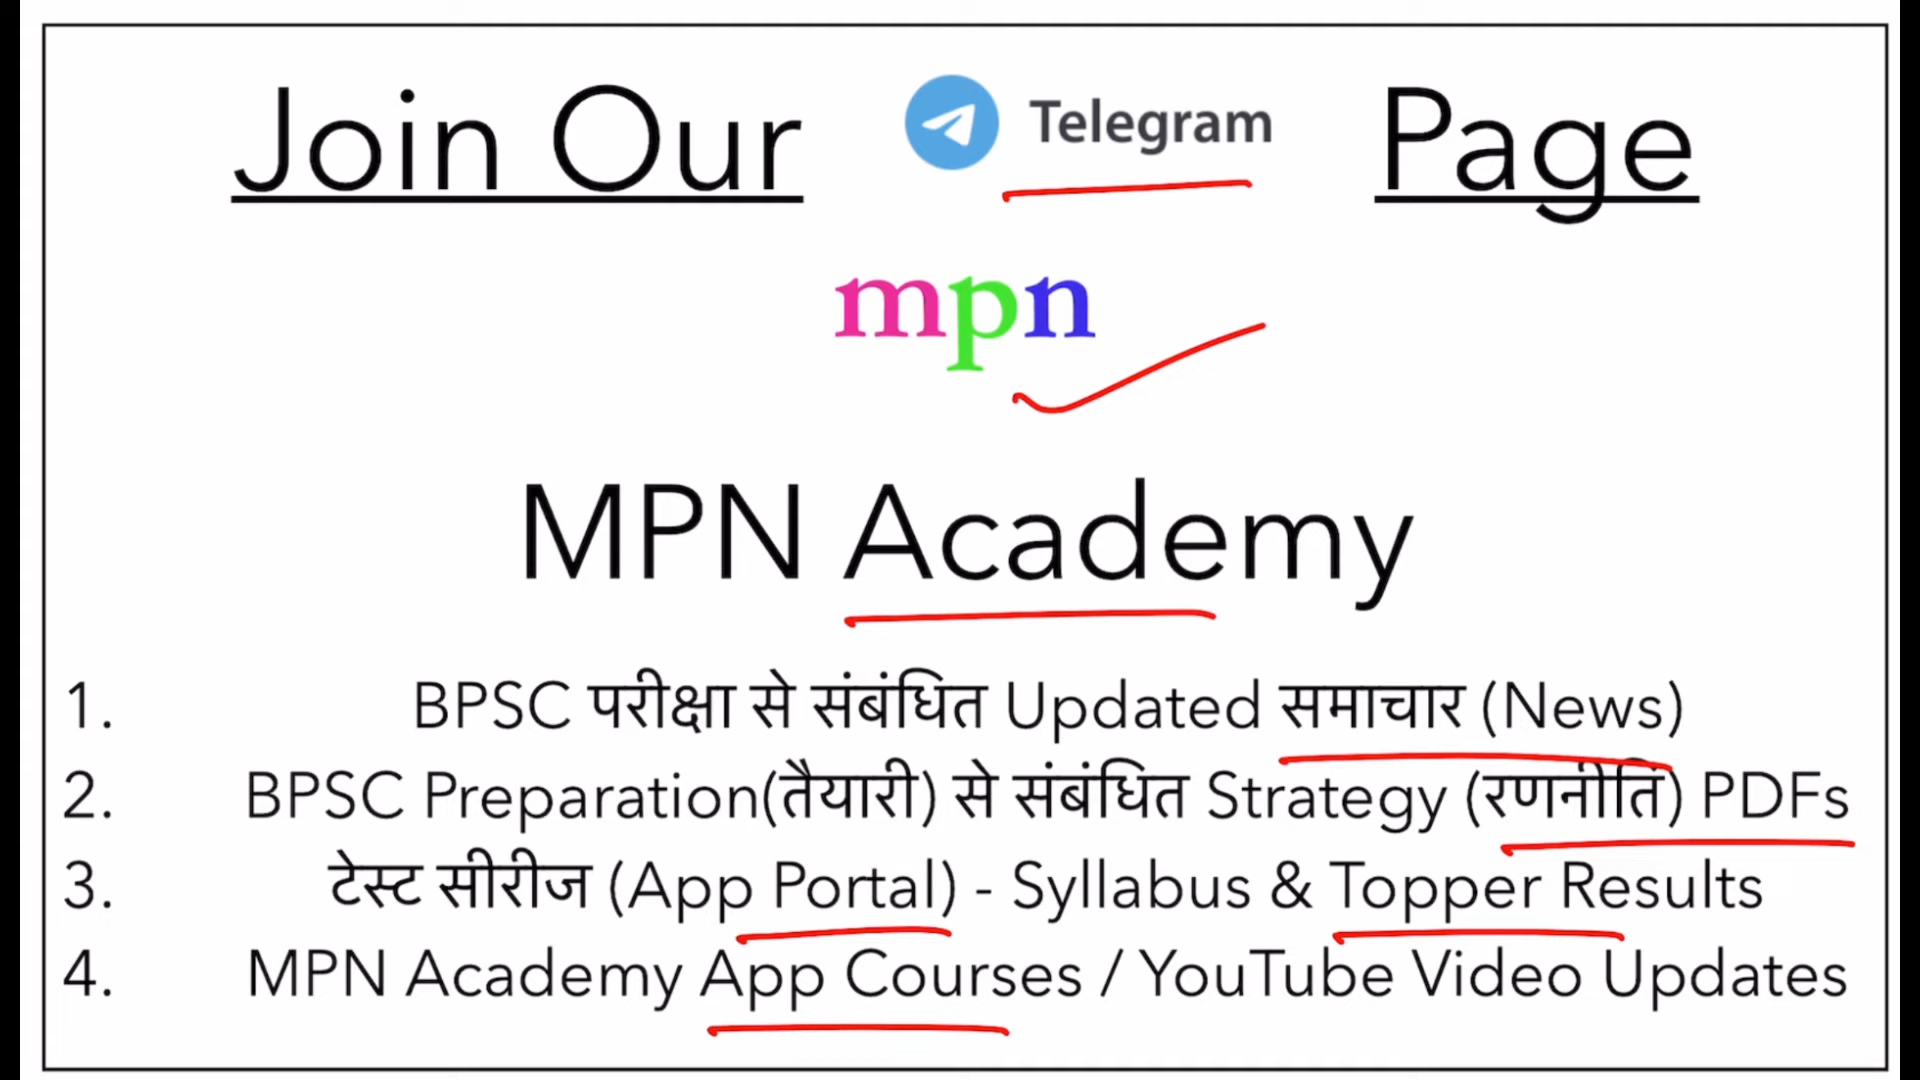 Join Our Telegram Page
mpn
MPN Academy
1. BPSC परीक्षा से संबंधित Updated समाचार (News)
2. BPSC Preparation(तैयारी) से संबंधित Strategy (रणनीति) PDFs
3. टेस्ट सीरीज (App Portal) - Syllabus & Topper Results
4. MPN Academy App Courses / YouTube Video Updates